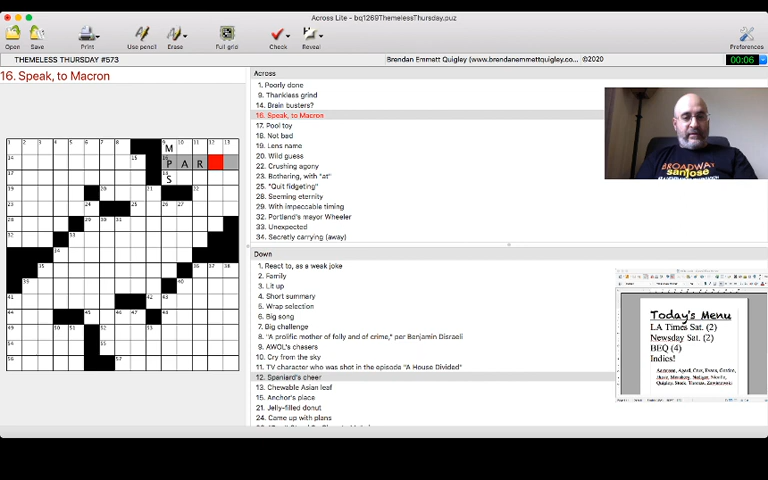 Across Lite - bq1269ThemelessThursday.puz
Open
Save
Print
Use pencil
Erase
Full grid
Check
Reveal
Preferences
THEMELESS THURSDAY #573
Brendan Emmett Quigley (www.brendanemmettquigley.co... ©2020
00:06
16. Speak, to Macron
Across
1. Poorly done
9. Thankless grind
14. Brain busters?
16. Speak, to Macron
17. Pool toy
18. Not bad
19. Lens name
20. Wild guess
22. Crushing agony
23. Bothering, with "at"
25. "Quit fidgeting"
28. Seeming eternity
29. With impeccable timing
32. Portland's mayor Wheeler
33. Unexpected
34. Secretly carrying (away)
M
P A R
S
Down
1. React to, as a weak joke
2. Family
3. Lit up
4. Short summary
5. Wrap selection
6. Big song
7. Big challenge
8. "A prolific mother of folly and of crime," per Benjamin Disraeli
9. AWOL's chasers
10. Cry from the sky
11. TV character who was shot in the episode "A House Divided"
12. Spaniard's cheer
13. Chewable Asian leaf
15. Anchor's place
21. Jelly-filled donut
24. Came up with plans
BROADWAY
sanjose
Today's Menu
LA Times Sat. (2)
Newsday Sat. (2)
BEQ (4)
Indies!